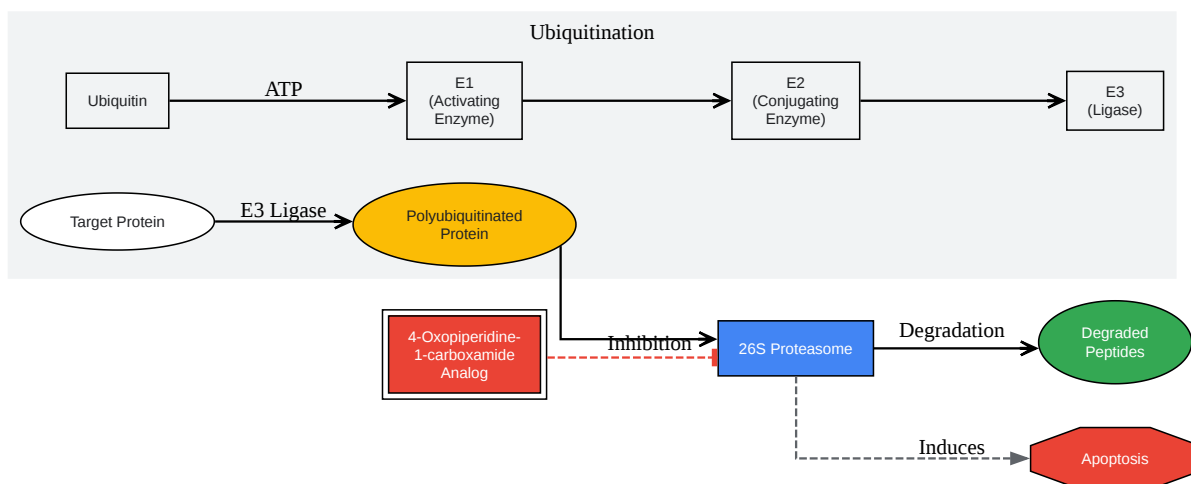 Ubiquitination
Ubiquitin
ATP
E1
(Activating
Enzyme)
E2
(Conjugating
Enzyme)
E3
(Ligase)
Target Protein
E3 Ligase
Polyubiquitinated
Protein
4-Oxopiperidine-
1-carboxamide
Analog
Inhibition
26S Proteasome
Degradation
Degraded
Peptides
Induces
Apoptosis